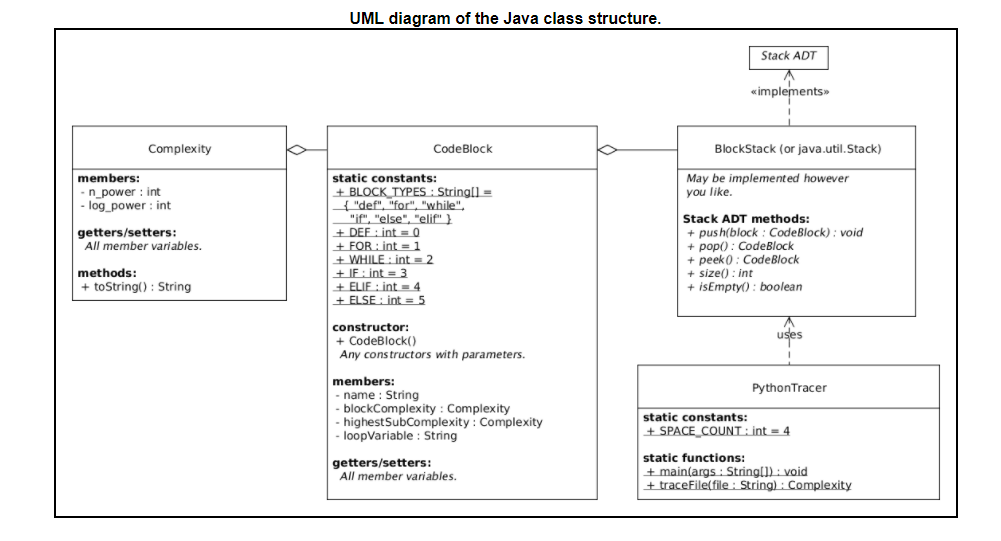 UML diagram of the Java class structure.
Stack ADT
«implements»
Complexity
members:
- n_power : int
- log_power : int
getters/setters:
All member variables.
methods:
+ toString() : String
CodeBlock
static constants:
+ BLOCK_TYPES : String[] =
{ "def", "for", "while",
"if", "else", "elif" }
+ DEF : int = 0
+ FOR : int = 1
+ WHILE : int = 2
+ IF : int = 3
+ ELIF : int = 4
+ ELSE : int = 5
constructor:
+ CodeBlock()
Any constructors with parameters.
members:
- name : String
- blockComplexity : Complexity
- highestSubComplexity : Complexity
- loopVariable : String
getters/setters:
All member variables.
BlockStack (or java.util.Stack)
May be implemented however
you like.
Stack ADT methods:
+ push(block : CodeBlock) : void
+ pop() : CodeBlock
+ peek() : CodeBlock
+ size() : int
+ isEmpty() : boolean
uses
PythonTracer
static constants:
+ SPACE_COUNT : int = 4
static functions:
+ main(args : String[]) : void
+ traceFile(file : String) : Complexity